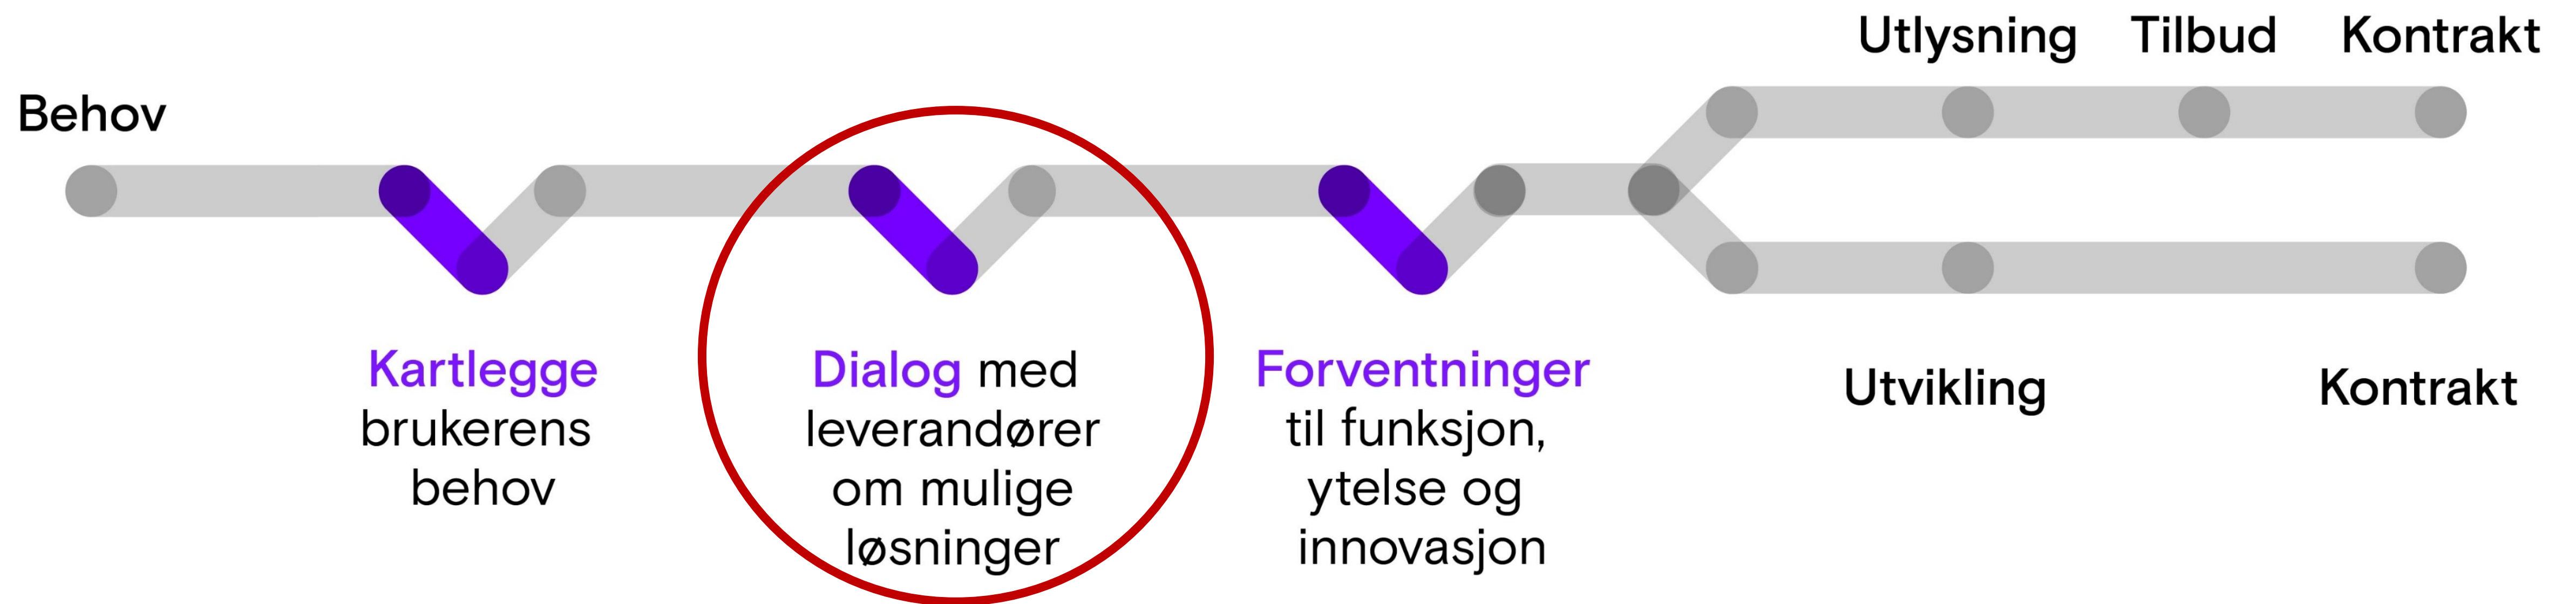 Behov
Kartlegge
brukerens
behov
Dialog med
leverandører
om mulige
løsninger
Forventninger
til funksjon,
ytelse og
innovasjon
Utlysning Tilbud Kontrakt
Utvikling Kontrakt